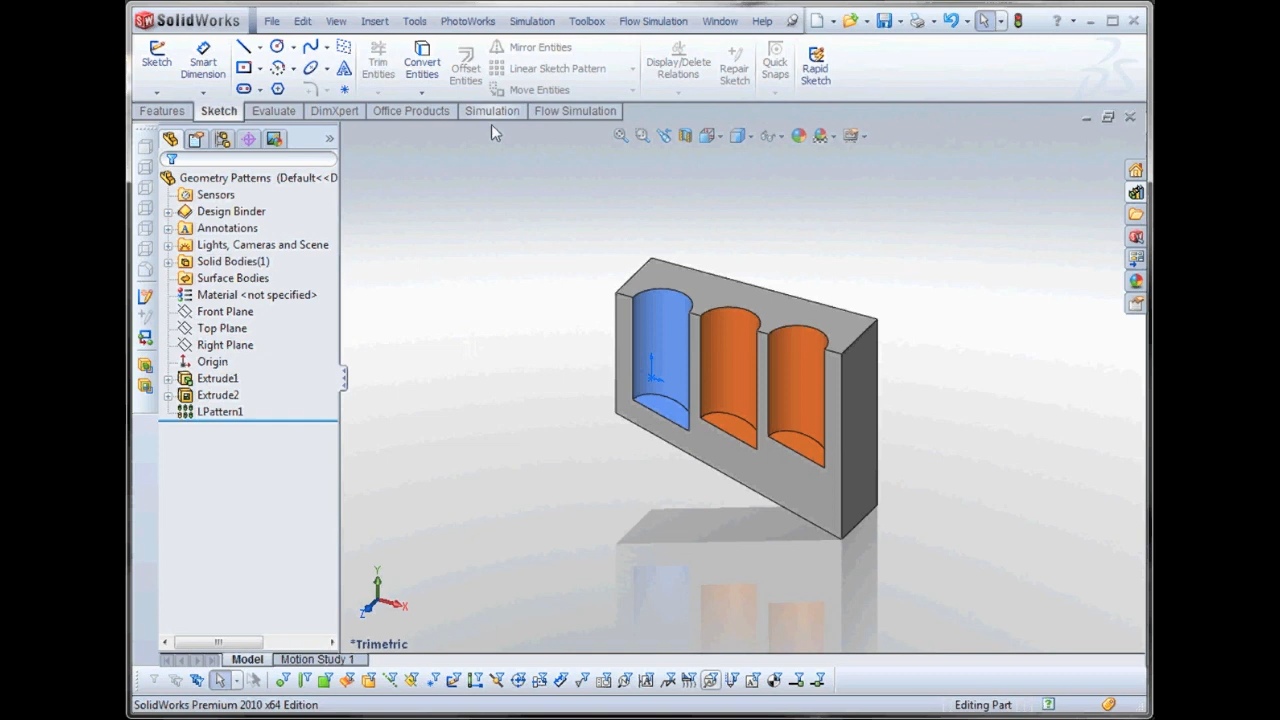 SolidWorks File Edit View Insert Tools PhotoWorks Simulation Toolbox Flow Simulation Window Help
Sketch
Smart Dimension
Trim Entities
Convert Entities
Offset Entities
Mirror Entities
Linear Sketch Pattern
Move Entities
Display/Delete Relations
Repair Sketch
Quick Snaps
Rapid Sketch
Features Sketch Evaluate DimXpert Office Products Simulation Flow Simulation
Geometry Patterns (Default<<D
Sensors
Design Binder
Annotations
Lights, Cameras and Scene
Solid Bodies(1)
Surface Bodies
Material <not specified>
Front Plane
Top Plane
Right Plane
Origin
Extrude1
Extrude2
LPattern1
Y
X
Z
*Trimetric
Model Motion Study 1
SolidWorks Premium 2010 x64 Edition Editing Part